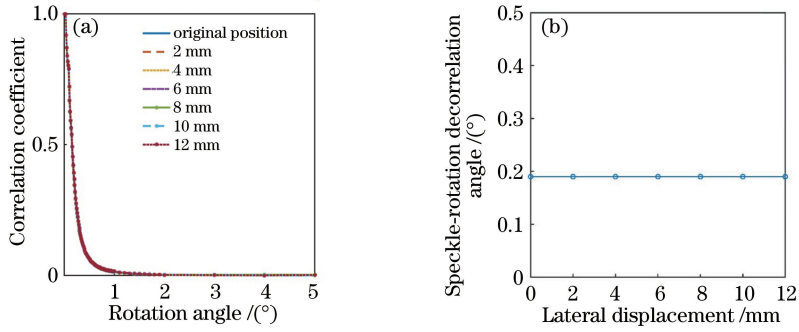 (a)
1.0
0.5
0
Correlation coefficient
original position
2 mm
4 mm
6 mm
8 mm
10 mm
12 mm
1 2 3 4 5
Rotation angle /(°)
(b)
0.5
0.4
0.3
0.2
0.1
0
Speckle-rotation decorrelation
angle /(°)
0 2 4 6 8 10 12
Lateral displacement /mm